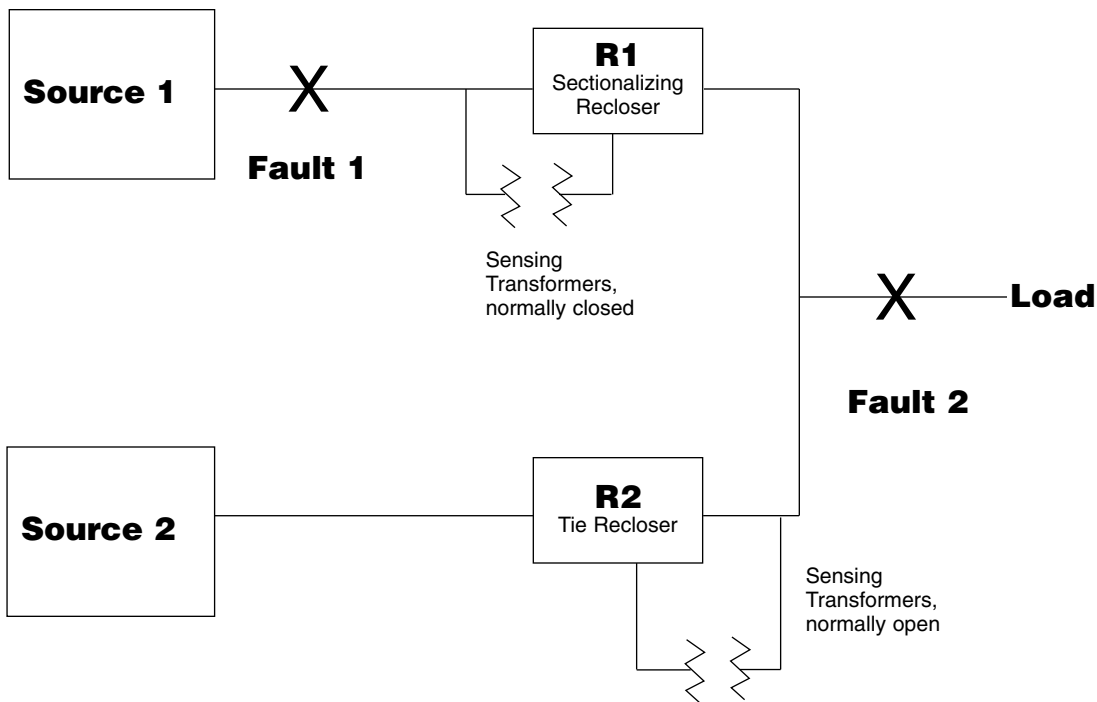 Source 1
X
Fault 1
R1
Sectionalizing
Recloser
Sensing
Transformers,
normally closed
X
Load
Fault 2
Source 2
R2
Tie Recloser
Sensing
Transformers,
normally open